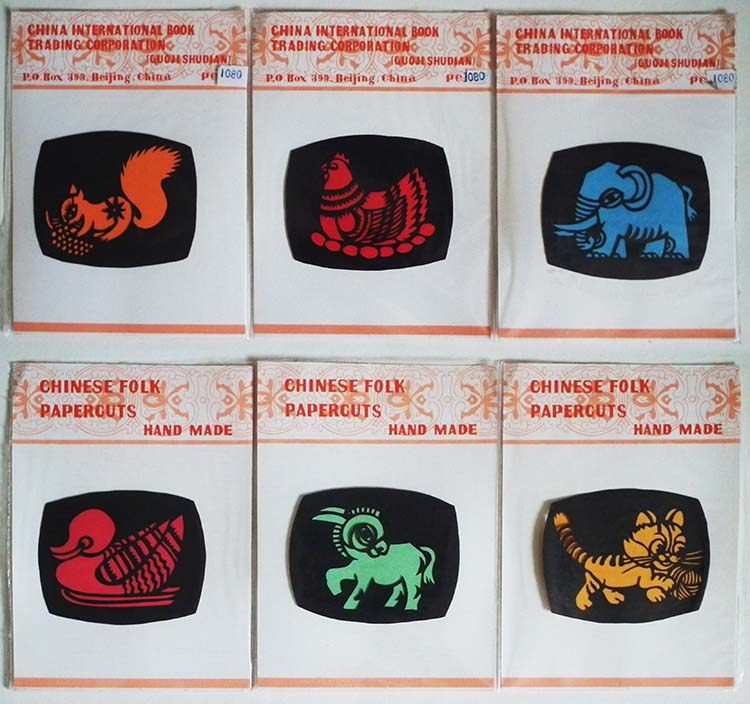 CHINA INTERNATIONAL BOOK
TRADING CORPORATION
(GUOJI SHUDIAN)
P.O. Box 399, Beijing, China
1080
CHINA INTERNATIONAL BOOK
TRADING CORPORATION
(GUOJI SHUDIAN)
P.O. Box 399, Beijing, China
1080
CHINA INTERNATIONAL BOOK
TRADING CORPORATION
(GUOJI SHUDIAN)
P.O. Box 399, Beijing, China
1080
CHINESE FOLK
PAPERCUTS
HAND MADE
CHINESE FOLK
PAPERCUTS
HAND MADE
CHINESE FOLK
PAPERCUTS
HAND MADE